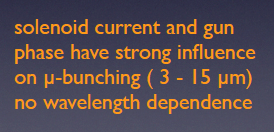 solenoid current and gun
phase have strong influence
on µ-bunching ( 3 - 15 µm)
no wavelength dependence